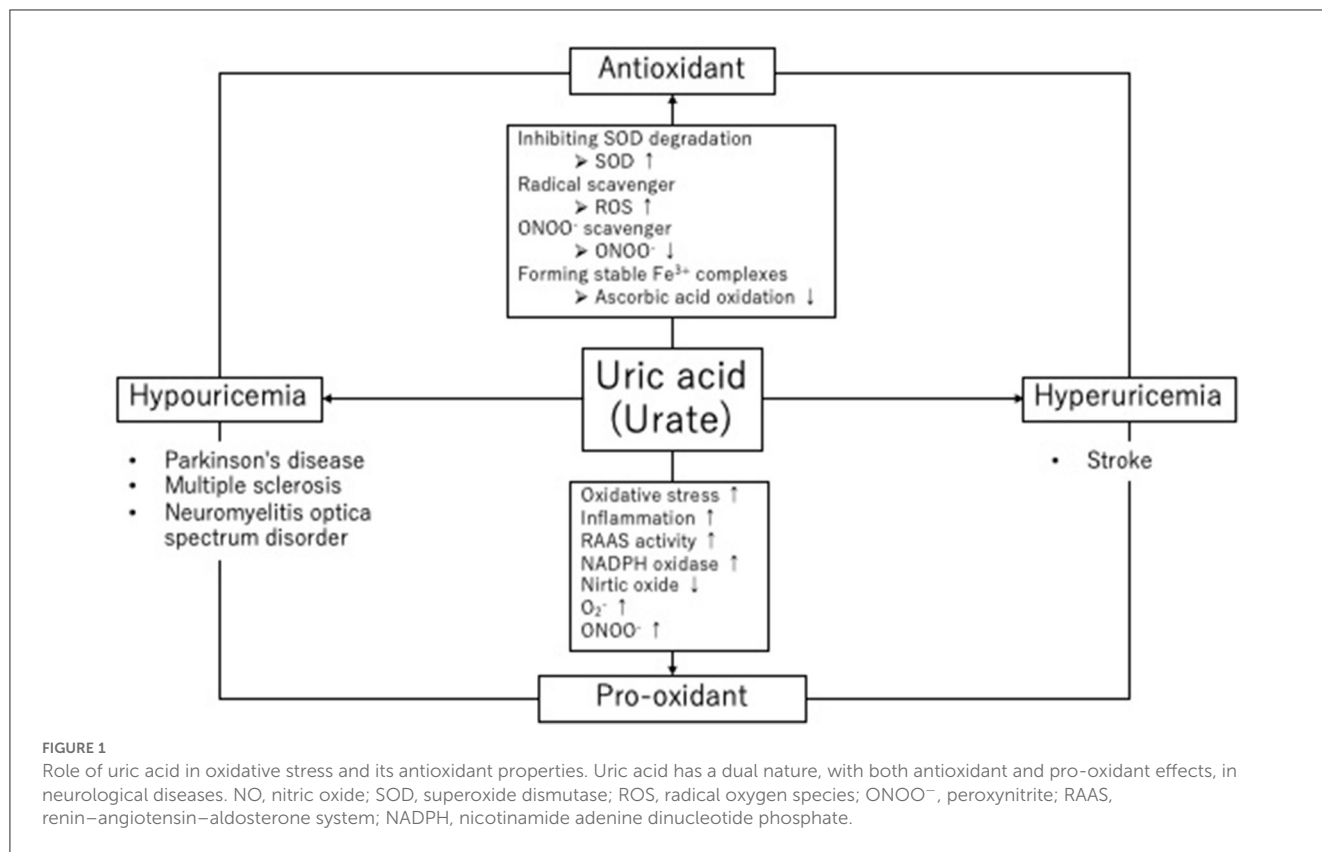 Antioxidant
Inhibiting SOD degradation
➢ SOD ↑
Radical scavenger
➢ ROS ↑
ONOO⁻ scavenger
➢ ONOO⁻ ↓
Forming stable Fe³⁺ complexes
➢ Ascorbic acid oxidation ↓
Hypouricemia
Uric acid
(Urate)
Hyperuricemia
• Parkinson's disease
• Multiple sclerosis
• Neuromyelitis optica
spectrum disorder
• Stroke
Oxidative stress ↑
Inflammation ↑
RAAS activity ↑
NADPH oxidase ↑
Nirtic oxide ↓
O₂⁻ ↑
ONOO⁻ ↑
Pro-oxidant
FIGURE 1
Role of uric acid in oxidative stress and its antioxidant properties. Uric acid has a dual nature, with both antioxidant and pro-oxidant effects, in
neurological diseases. NO, nitric oxide; SOD, superoxide dismutase; ROS, radical oxygen species; ONOO⁻, peroxynitrite; RAAS,
renin–angiotensin–aldosterone system; NADPH, nicotinamide adenine dinucleotide phosphate.